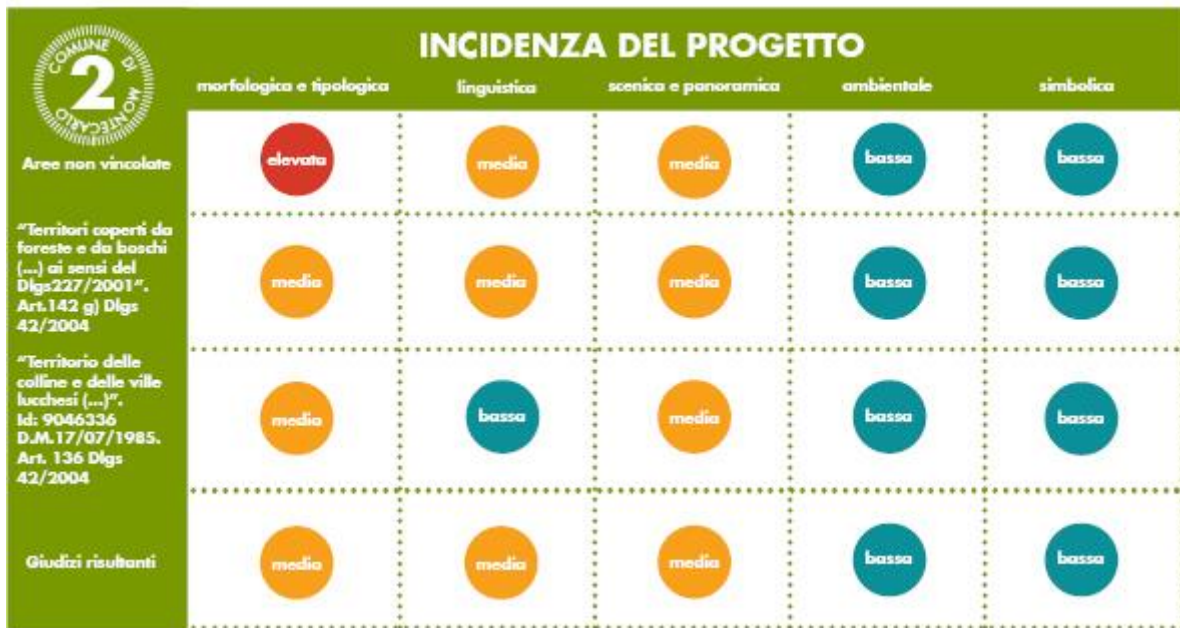 COMUNE DI MONTECARLO
2
INCIDENZA DEL PROGETTO
morfologica e tipologica linguistica scenica e panoramica ambientale simbolica
Aree non vincolate
elevata media media bassa bassa
"Territori coperti da
foreste e da boschi
(...) ai sensi del
Dlgs227/2001".
Art.142 g) Dlgs
42/2004
media media media bassa bassa
"Territorio delle
colline e delle ville
lucchesi (...)".
Id: 9046336
D.M.17/07/1985.
Art. 136 Dlgs
42/2004
media bassa media bassa bassa
Giudizi risultanti
media media media bassa bassa